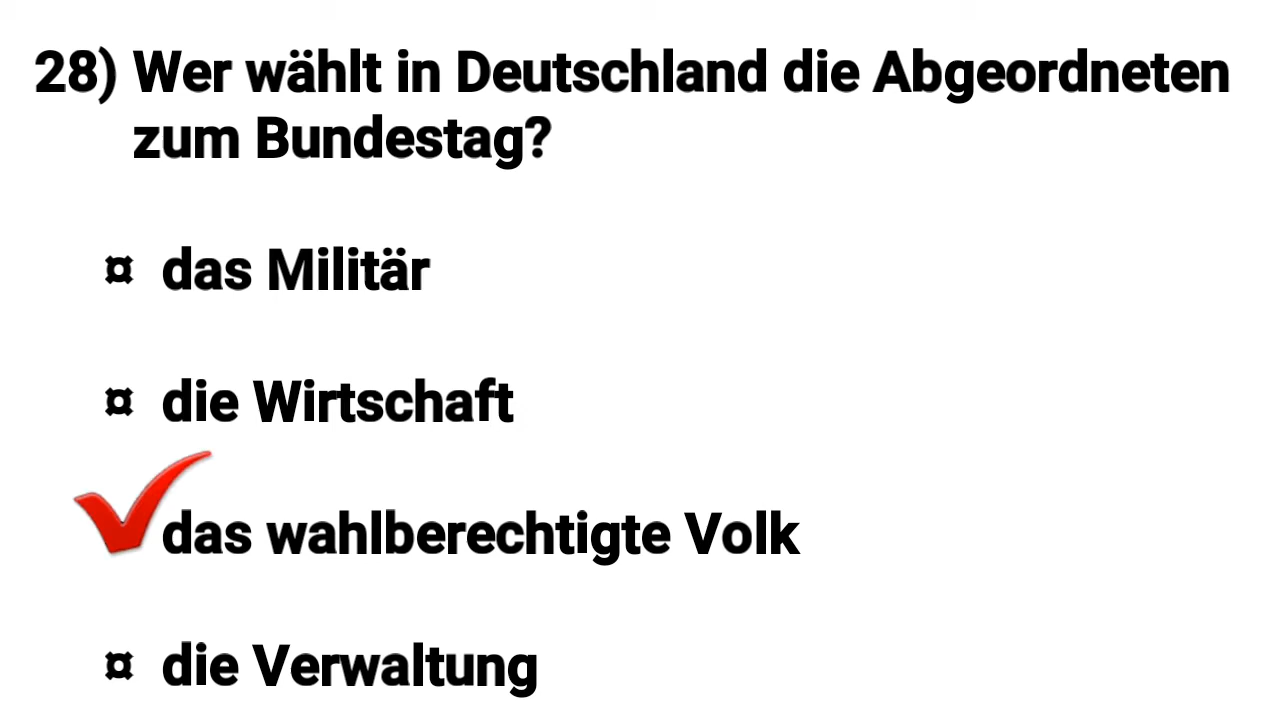 28) Wer wählt in Deutschland die Abgeordneten
zum Bundestag?
¤ das Militär
¤ die Wirtschaft
das wahlberechtigte Volk
¤ die Verwaltung